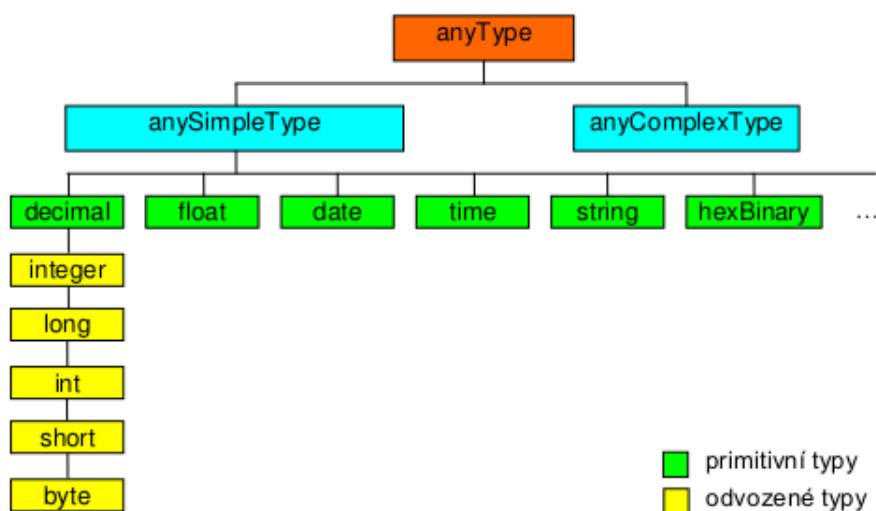 anyType
anySimpleType anyComplexType
decimal float date time string hexBinary ...
integer
long
int
short
byte
primitivní typy
odvozené typy